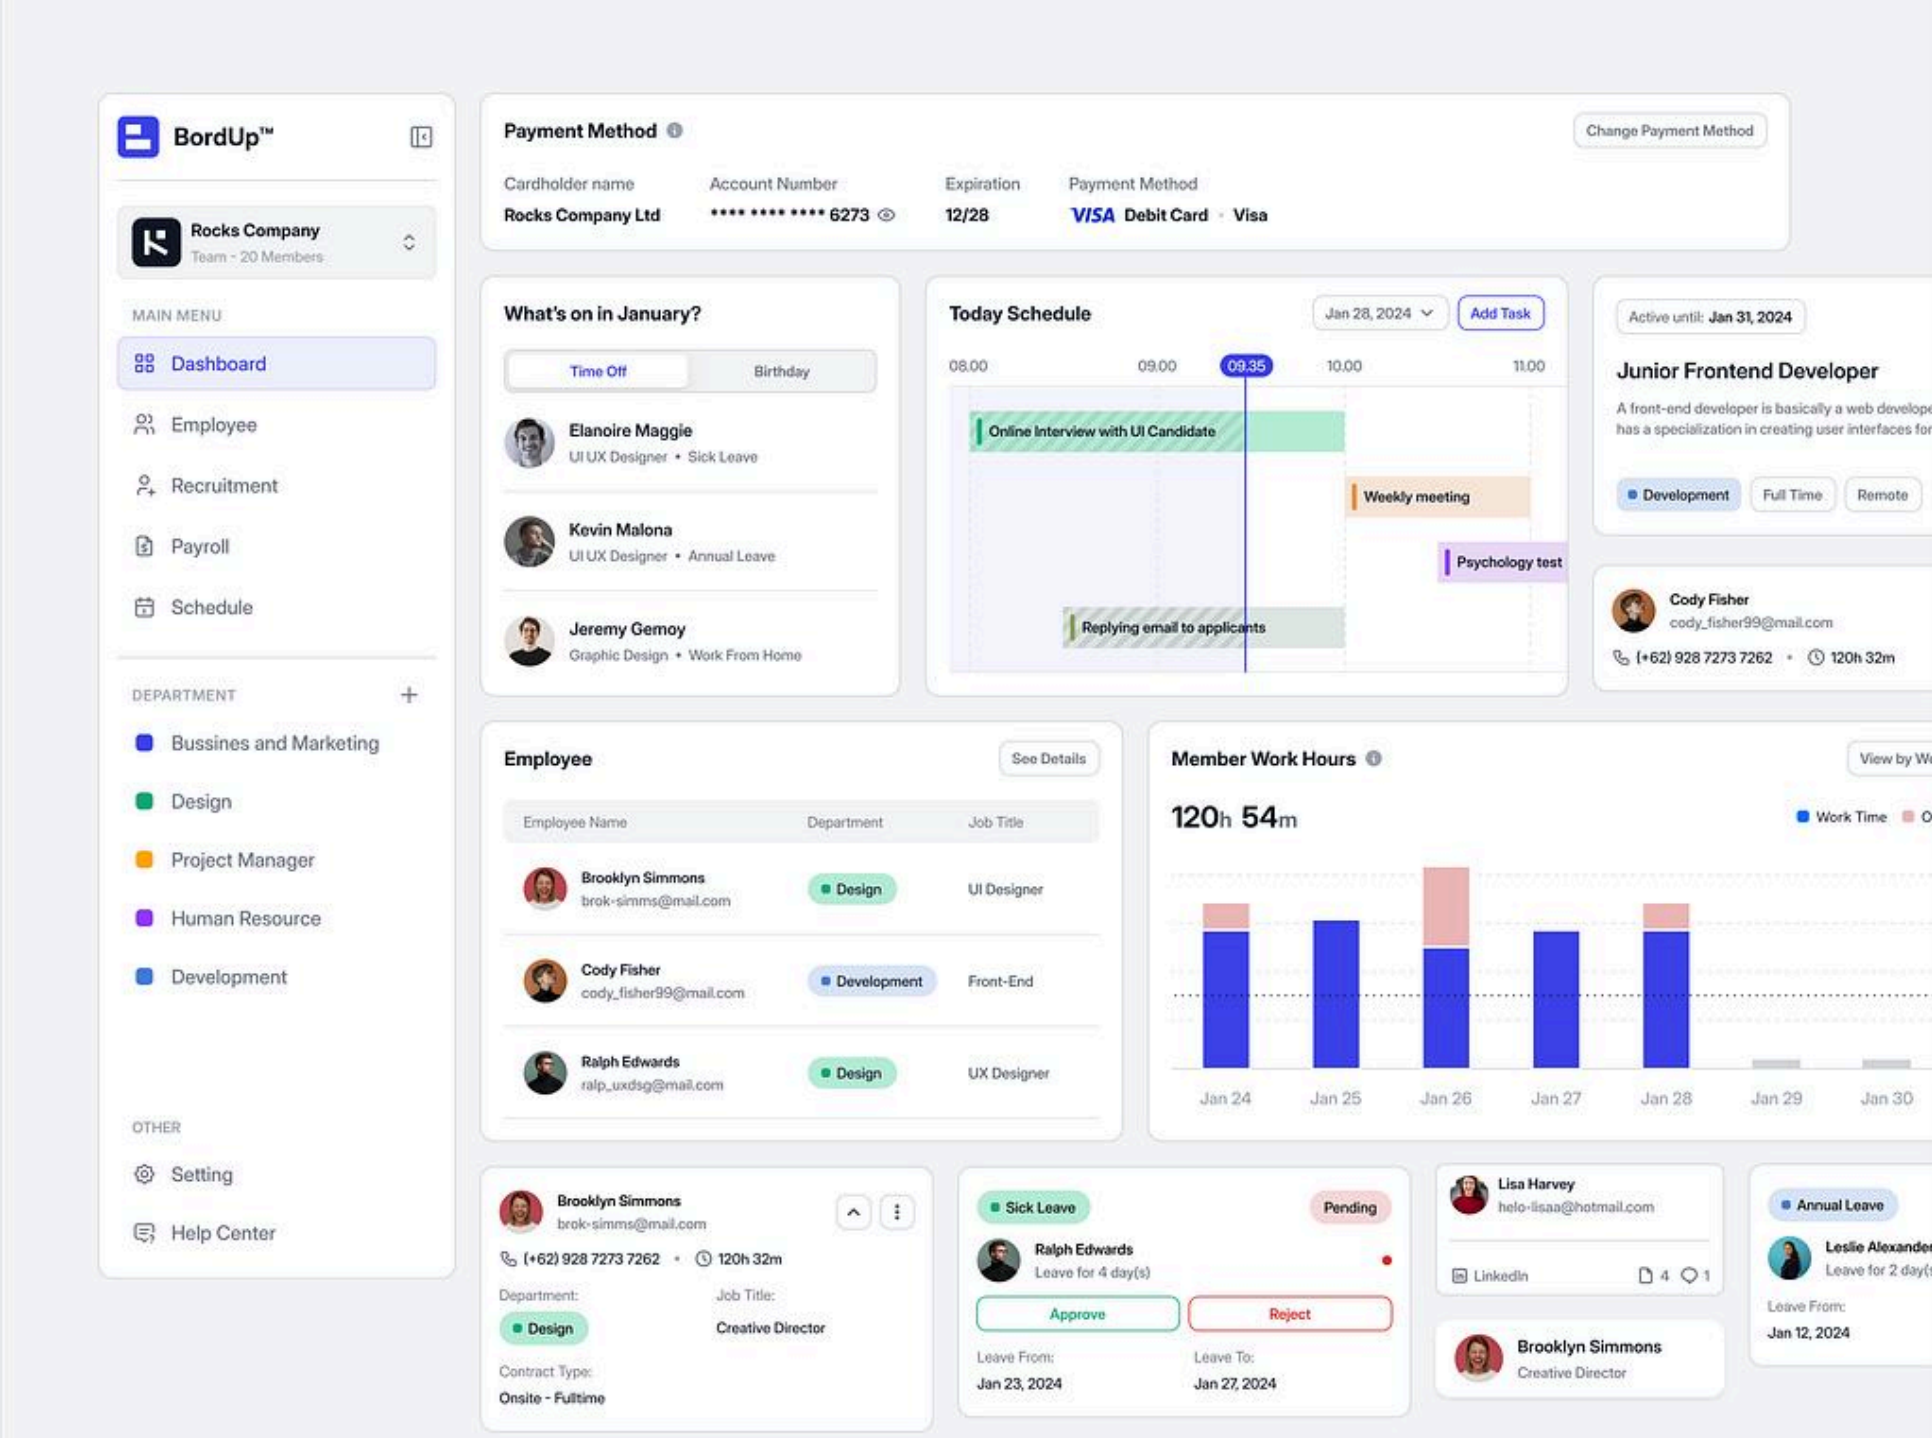 BordUp™
Rocks Company
Team - 20 Members
MAIN MENU
Dashboard
Employee
Recruitment
Payroll
Schedule
DEPARTMENT
Bussines and Marketing
Design
Project Manager
Human Resource
Development
OTHER
Setting
Help Center
Payment Method
Change Payment Method
Cardholder name Account Number Expiration Payment Method
Rocks Company Ltd •••• •••• •••• 6273 12/28 VISA Debit Card • Visa
What's on in January?
Time Off Birthday
Elanoire Maggie
UI UX Designer • Sick Leave
Kevin Malona
UI UX Designer • Annual Leave
Jeremy Gemoy
Graphic Design • Work From Home
Today Schedule Jan 28, 2024 Add Task
08.00 09.00 09.35 10.00 11.00
Online Interview with UI Candidate
Weekly meeting
Psychology test
Replying email to applicants
Active until: Jan 31, 2024
Junior Frontend Developer
A front-end developer is basically a web
has a specialization in creating user interfaces
Development Full Time Remote
Cody Fisher
cody_fisher99@mail.com
(+62) 928 7273 7262 • 120h 32m
Employee See Details
Employee Name Department Job Title
Brooklyn Simmons
brok-simms@mail.com
Design UI Designer
Cody Fisher
cody_fisher99@mail.com
Development Front-End
Ralph Edwards
ralp_uxdsg@mail.com
Design UX Designer
Member Work Hours View by
120h 54m
Work Time
Jan 24 Jan 25 Jan 26 Jan 27 Jan 28 Jan 29 Jan 30
Brooklyn Simmons
brok-simms@mail.com
(+62) 928 7273 7262 • 120h 32m
Department: Job Title:
Design Creative Director
Contract Type:
Onsite - Fulltime
Sick Leave Pending
Ralph Edwards
Leave for 4 day(s)
Approve Reject
Leave From: Leave To:
Jan 23, 2024 Jan 27, 2024
Lisa Harvey
helo-lisaa@hotmail.com
LinkedIn 4 1
Brooklyn Simmons
Creative Director
Annual Leave
Leslie
Leave for 2
Leave From:
Jan 12, 2024